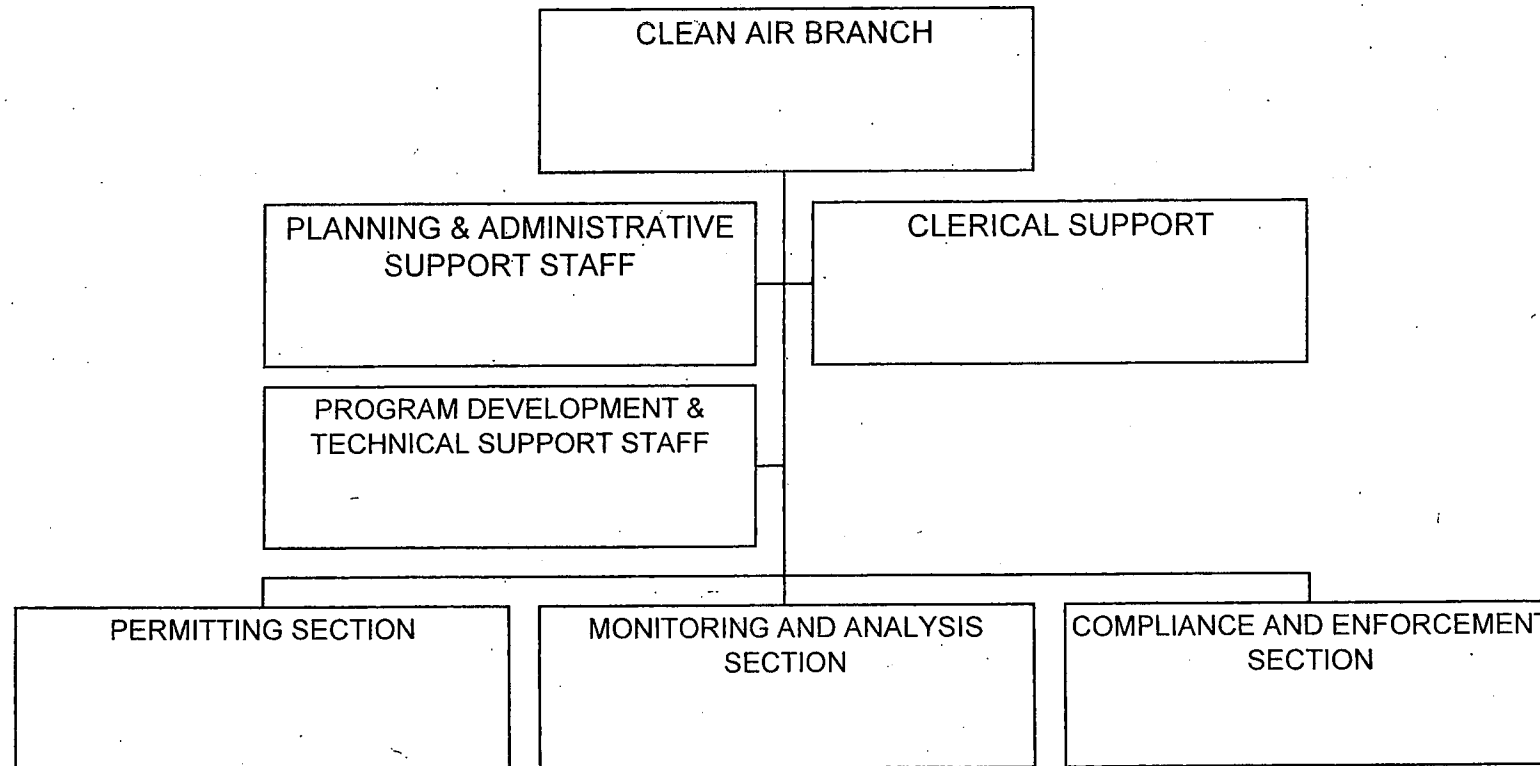 CLEAN AIR BRANCH
PLANNING & ADMINISTRATIVE
SUPPORT STAFF
CLERICAL SUPPORT
PROGRAM DEVELOPMENT &
TECHNICAL SUPPORT STAFF
PERMITTING SECTION
MONITORING AND ANALYSIS
SECTION
COMPLIANCE AND ENFORCEMENT
SECTION